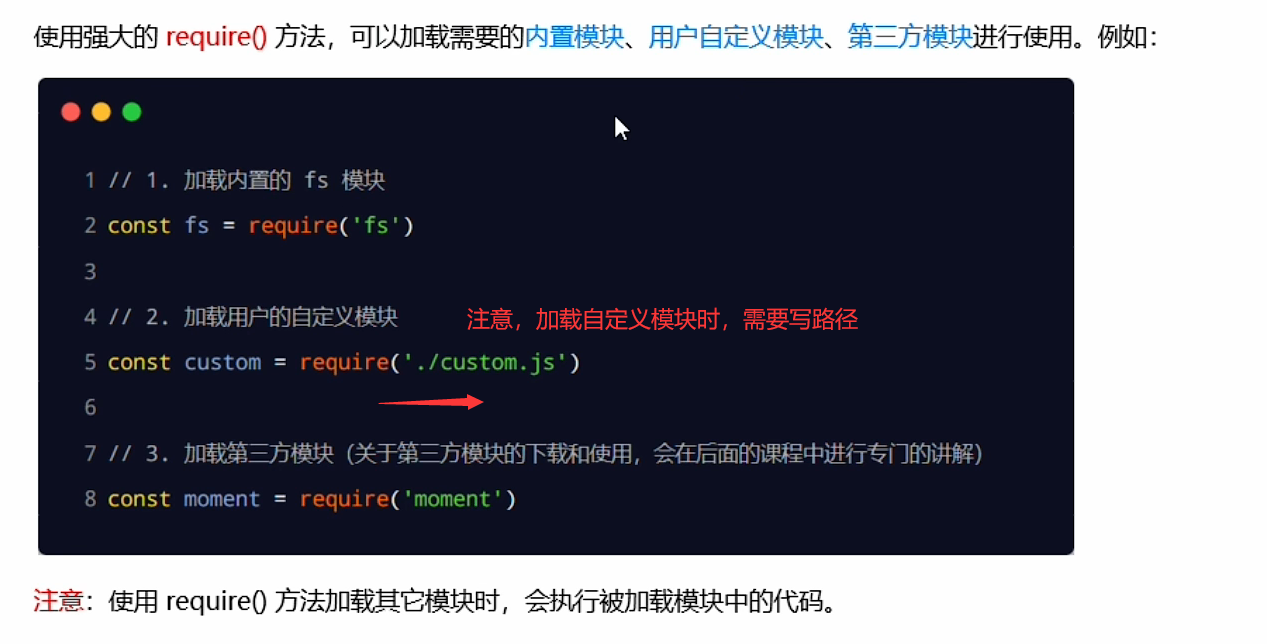 使用强大的 require() 方法，可以加载需要的内置模块、用户自定义模块、第三方模块进行使用。例如：
1 // 1. 加载内置的 fs 模块
2 const fs = require('fs')
3
4 // 2. 加载用户的自定义模块 注意，加载自定义模块时，需要写路径
5 const custom = require('./custom.js')
6
7 // 3. 加载第三方模块（关于第三方模块的下载和使用，会在后面的课程中进行专门的讲解）
8 const moment = require('moment')
注意：使用 require() 方法加载其它模块时，会执行被加载模块中的代码。